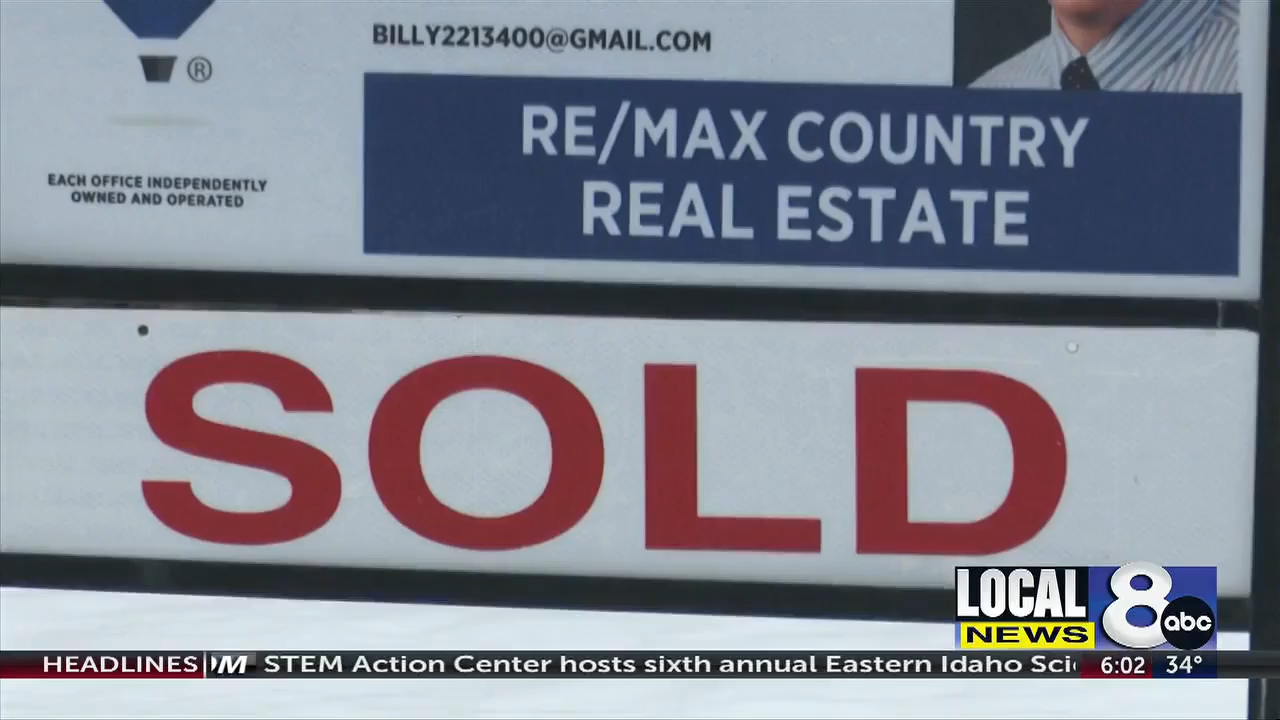 BILLY2213400@GMAIL.COM
®
EACH OFFICE INDEPENDENTLY
OWNED AND OPERATED
RE/MAX COUNTRY
REAL ESTATE
SOLD
LOCAL
NEWS
8
abc
HEADLINES STEM Action Center hosts sixth annual Eastern Idaho 6:02 34°